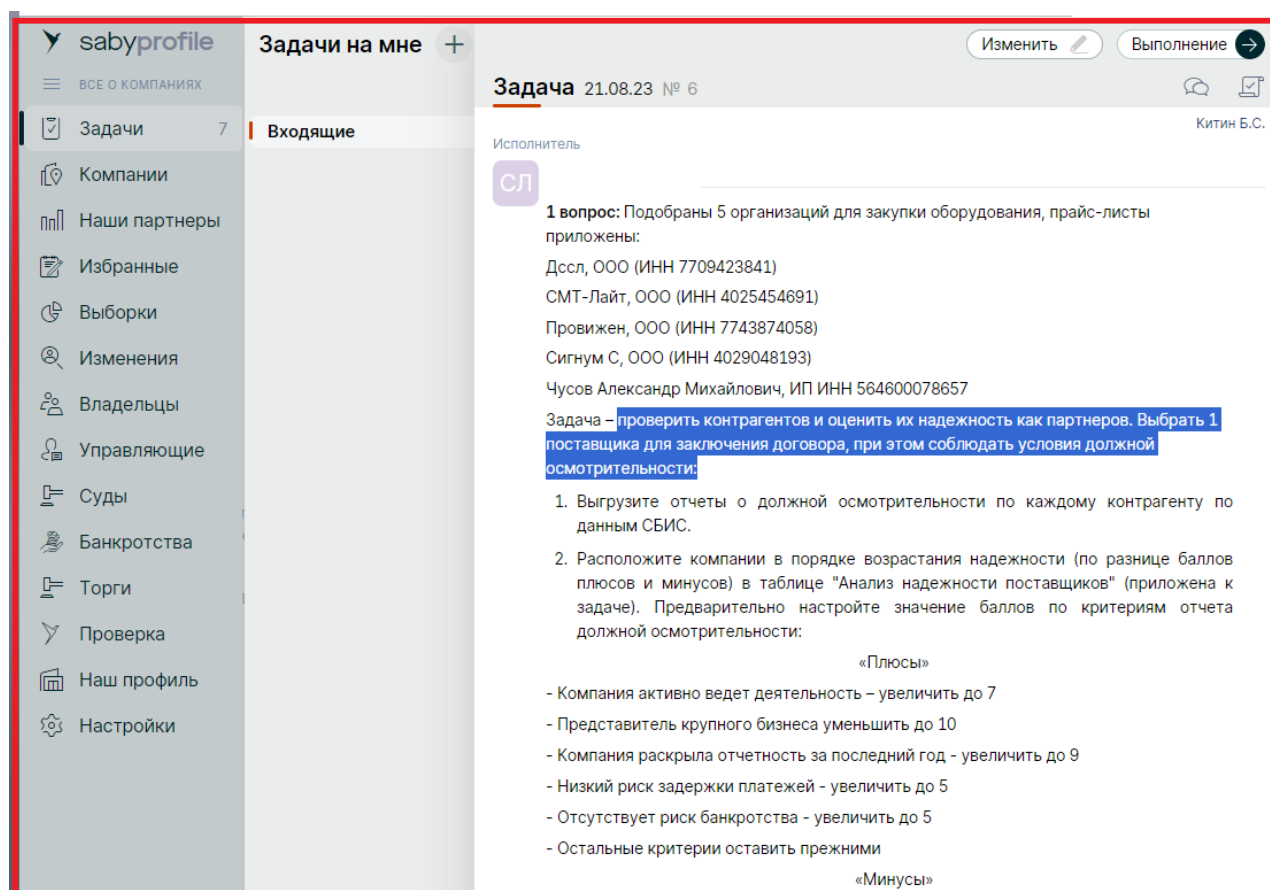 sabyprofile
ВСЕ О КОМПАНИЯХ
Задачи 7
Компании
Наши партнеры
Избранные
Выборки
Изменения
Владельцы
Управляющие
Суды
Банкротства
Торги
Проверка
Наш профиль
Настройки
Задачи на мне +
Входящие
Изменить
Выполнение
Задача 21.08.23 № 6
Китин Б.С.
Исполнитель
СЛ
1 вопрос: Подобраны 5 организаций для закупки оборудования, прайс-листы
приложены:
Дссл, ООО (ИНН 7709423841)
СМТ-Лайт, ООО (ИНН 4025454691)
Провижен, ООО (ИНН 7743874058)
Сигнум С, ООО (ИНН 4029048193)
Чусов Александр Михайлович, ИП ИНН 564600078657
Задача – проверить контрагентов и оценить их надежность как партнеров. Выбрать 1
поставщика для заключения договора, при этом соблюдать условия должной
осмотрительности:
1. Выгрузите отчеты о должной осмотрительности по каждому контрагенту по
данным СБИС.
2. Расположите компании в порядке возрастания надежности (по разнице баллов
плюсов и минусов) в таблице "Анализ надежности поставщиков" (приложена к
задаче). Предварительно настройте значение баллов по критериям отчета
должной осмотрительности:
«Плюсы»
- Компания активно ведет деятельность – увеличить до 7
- Представитель крупного бизнеса уменьшить до 10
- Компания раскрыла отчетность за последний год - увеличить до 9
- Низкий риск задержки платежей - увеличить до 5
- Отсутствует риск банкротства - увеличить до 5
- Остальные критерии оставить прежними
«Минусы»